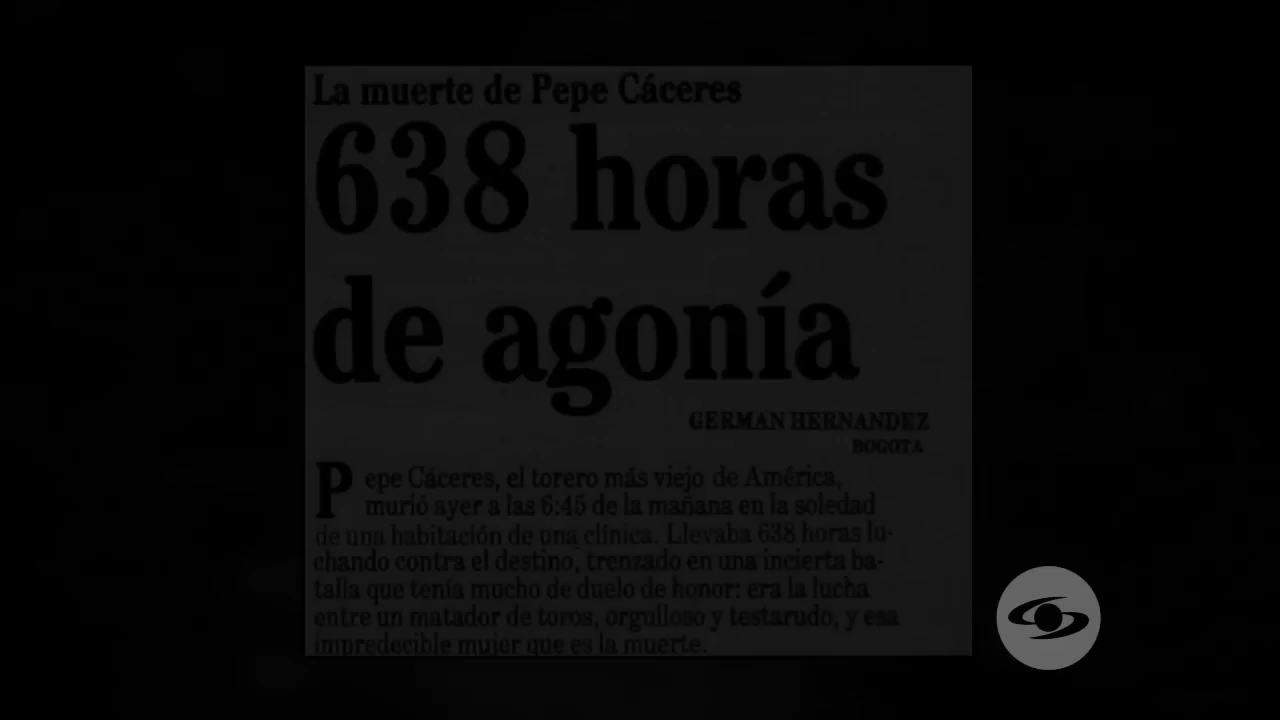 La muerte de Pepe Cáceres
638 horas
de agonía
GERMAN HERNANDEZ
BOGOTA
Pepe Cáceres, el torero más viejo de América,
murió ayer a las 6:45 de la mañana en la soledad
de una habitación de una clínica. Llevaba 638 horas lu-
chando contra el destino, trenzado en una incierta ba-
talla que tenía mucho de duelo de honor: era la lucha
entre un matador de toros, orgulloso y testarudo, y esa
impredecible mujer que es la muerte.